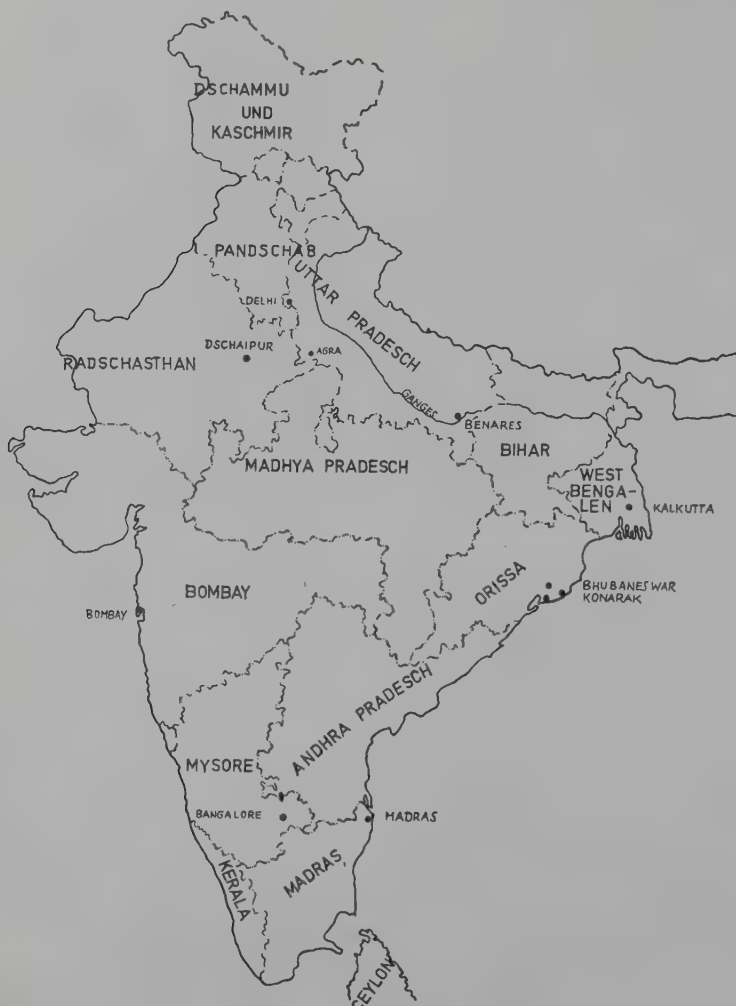 DSCHAMMU
UND
KASCHMIR
PANDSCHAB
UTTAR PRADESCH
DELHI
DSCHAIPUR
AGRA
RADSCHASTHAN
GANGES
BENARES
BIHAR
MADHYA PRADESCH
WEST
BENGA-
LEN
KALKUTTA
ORISSA
BHUBANESWAR
KONARAK
BOMBAY
BOMBAY
ANDHRA PRADESCH
MYSORE
BANGALORE
MADRAS
MADRAS
KERALA
CEYLON